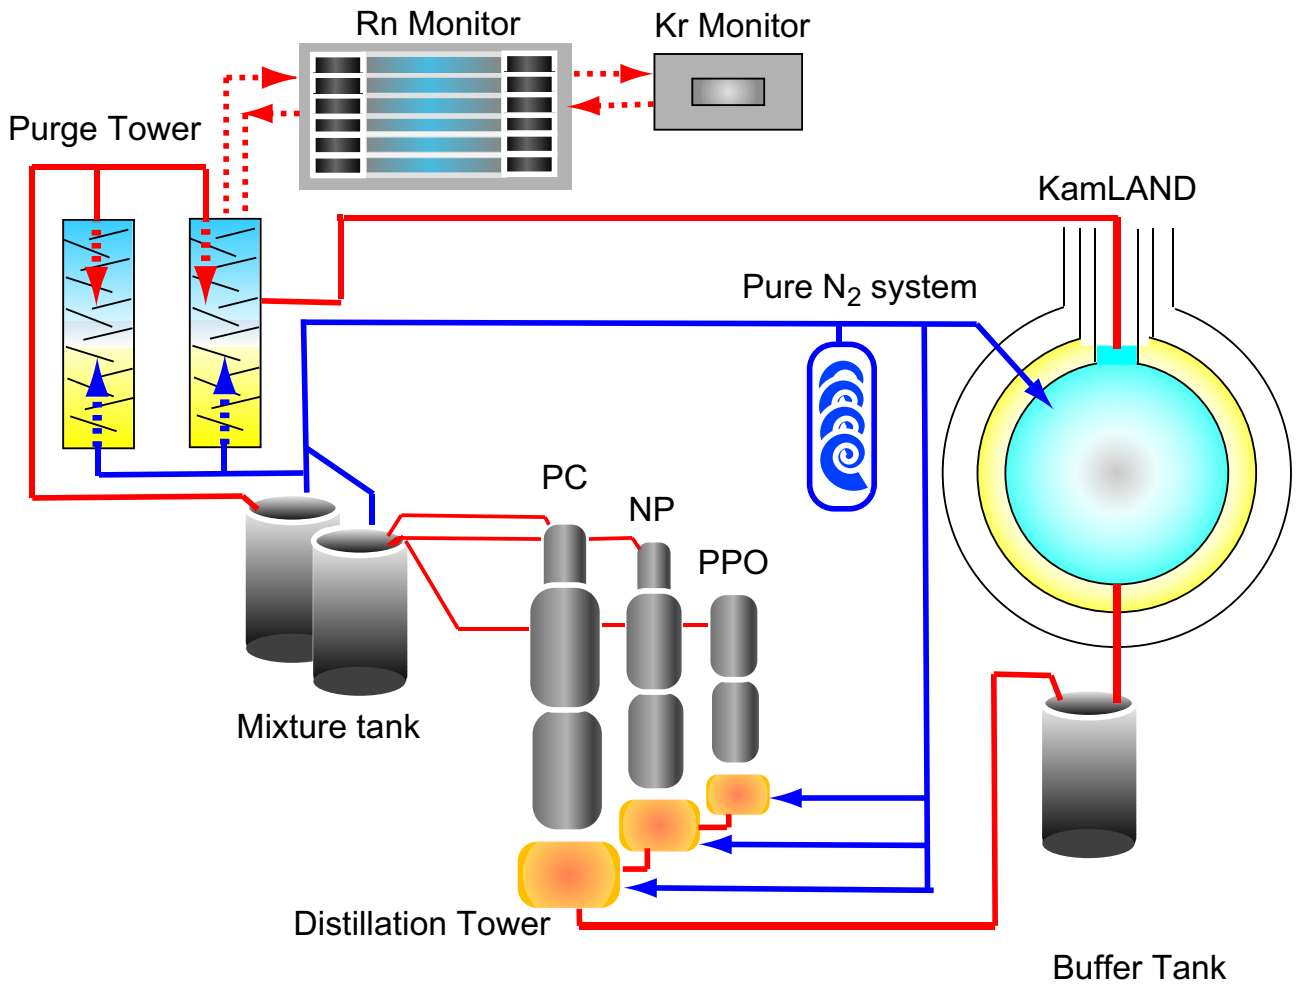 Rn Monitor
Kr Monitor
Purge Tower
KamLAND
Pure N2 system
PC
NP
PPO
Mixture tank
Distillation Tower
Buffer Tank